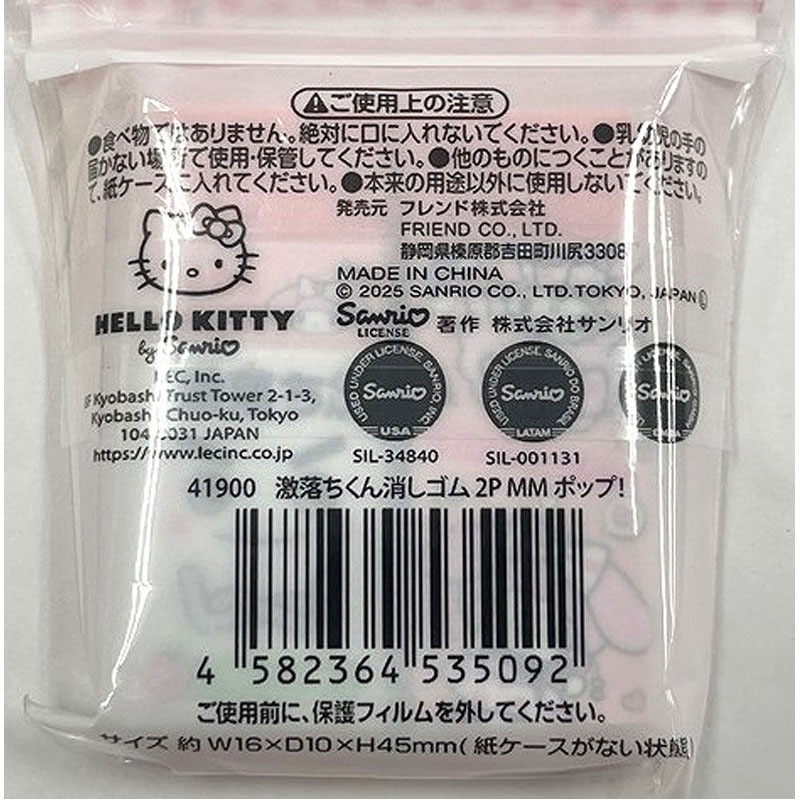 ⚠ご使用上の注意
●食べ物ではありません。絶対に口に入れないでください。●乳幼児の手の
届かない場所で使用・保管してください。●他のものにつくことがありますの
で、紙ケースに入れてください。●本来の用途以外に使用しないでください。
発売元 フレンド株式会社
FRIEND CO., LTD.
静岡県榛原郡吉田町川尻3308
MADE IN CHINA
© 2025 SANRIO CO., LTD. TOKYO, JAPAN Ⓛ
HELLO KITTY
by Sanrio
Sanrio
LICENSE
著作 株式会社サンリオ
LEC, Inc.
Kyobashi Trust Tower 2-1-3,
Kyobashi Chuo-ku, Tokyo
104-0031 JAPAN
https://www.lecinc.co.jp
USED UNDER LICENSE. SANRIO INC.
Sanrio
USA
SIL-34840
USED UNDER LICENSE. SANRIO DO BRASIL
Sanrio
LATAM
SIL-001131
Sanrio
41900 激落ちくん消しゴム 2P MM ポップ!
4 582364 535092
ご使用前に、保護フィルムを外してください。
サイズ 約 W16×D10×H45mm(紙ケースがない状態)